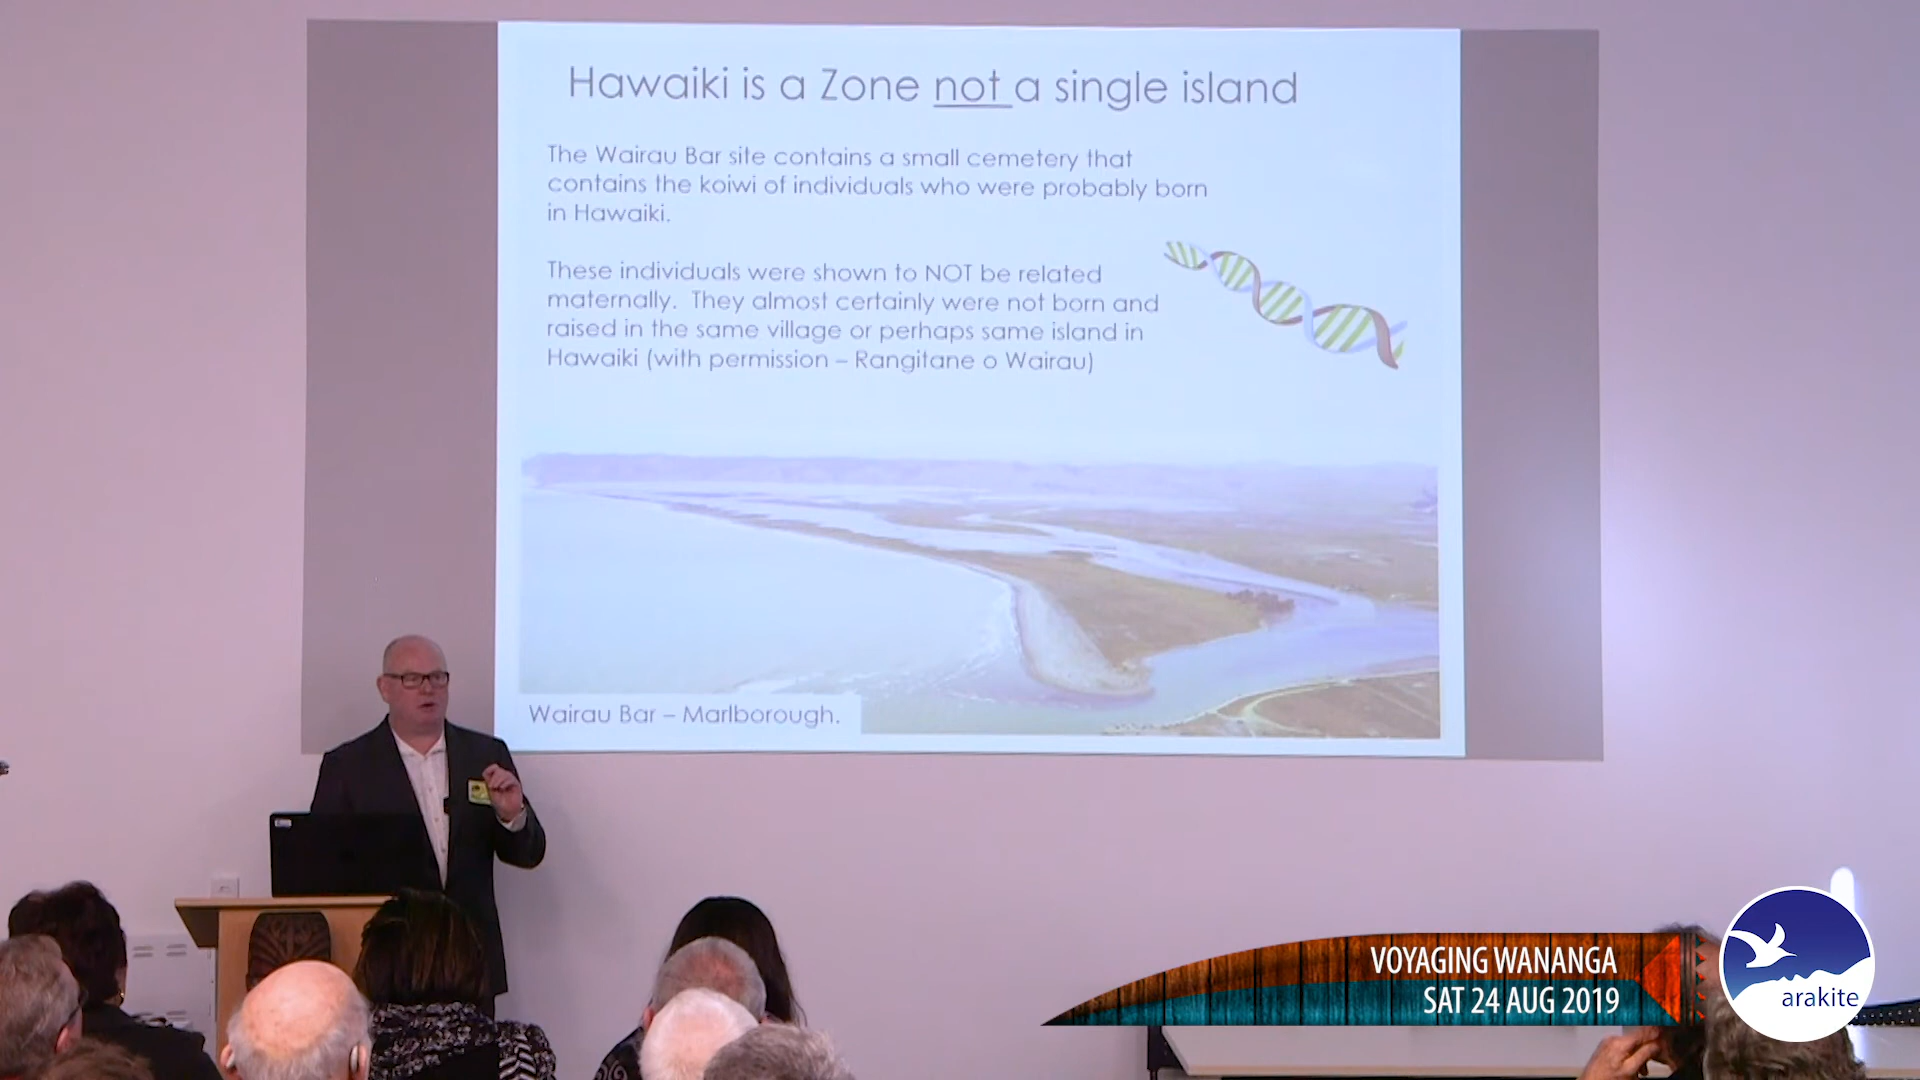 Hawaiki is a Zone not a single island
The Wairau Bar site contains a small cemetery that
contains the koiwi of individuals who were probably born
in Hawaiki.
These individuals were shown to NOT be related
maternally. They almost certainly were not born and
raised in the same village or perhaps same island in
Hawaiki (with permission – Rangitane o Wairau)
Wairau Bar – Marlborough.
VOYAGING WANANGA
SAT 24 AUG 2019
arakite